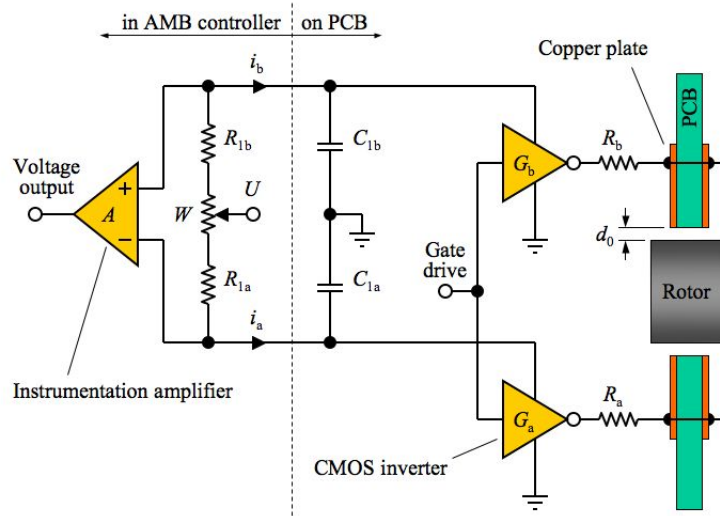 in AMB controller
on PCB
Copper plate
i_b
R_1b
C_1b
G_b
R_b
PCB
Voltage
output
+
A
−
W
U
d_0
Gate
drive
Rotor
R_1a
C_1a
i_a
R_a
Instrumentation amplifier
G_a
CMOS inverter